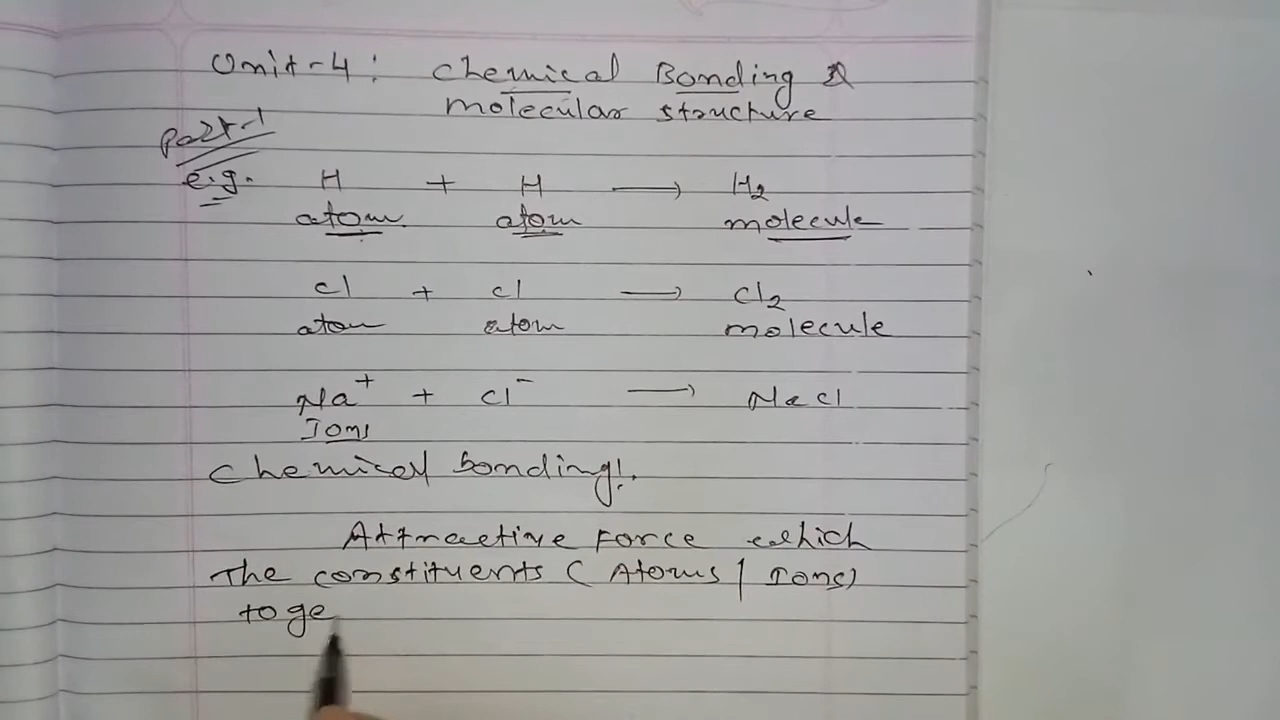 Unit-4: Chemical Bonding &
molecular structure
Part-1
e.g. H + H → H₂
atom atom molecule
Cl + Cl → Cl₂
atom atom molecule
Na⁺ + Cl⁻ → NaCl
Ions
Chemical bonding:.
Attractive Force which
The constituents (Atoms / Ions)
toge